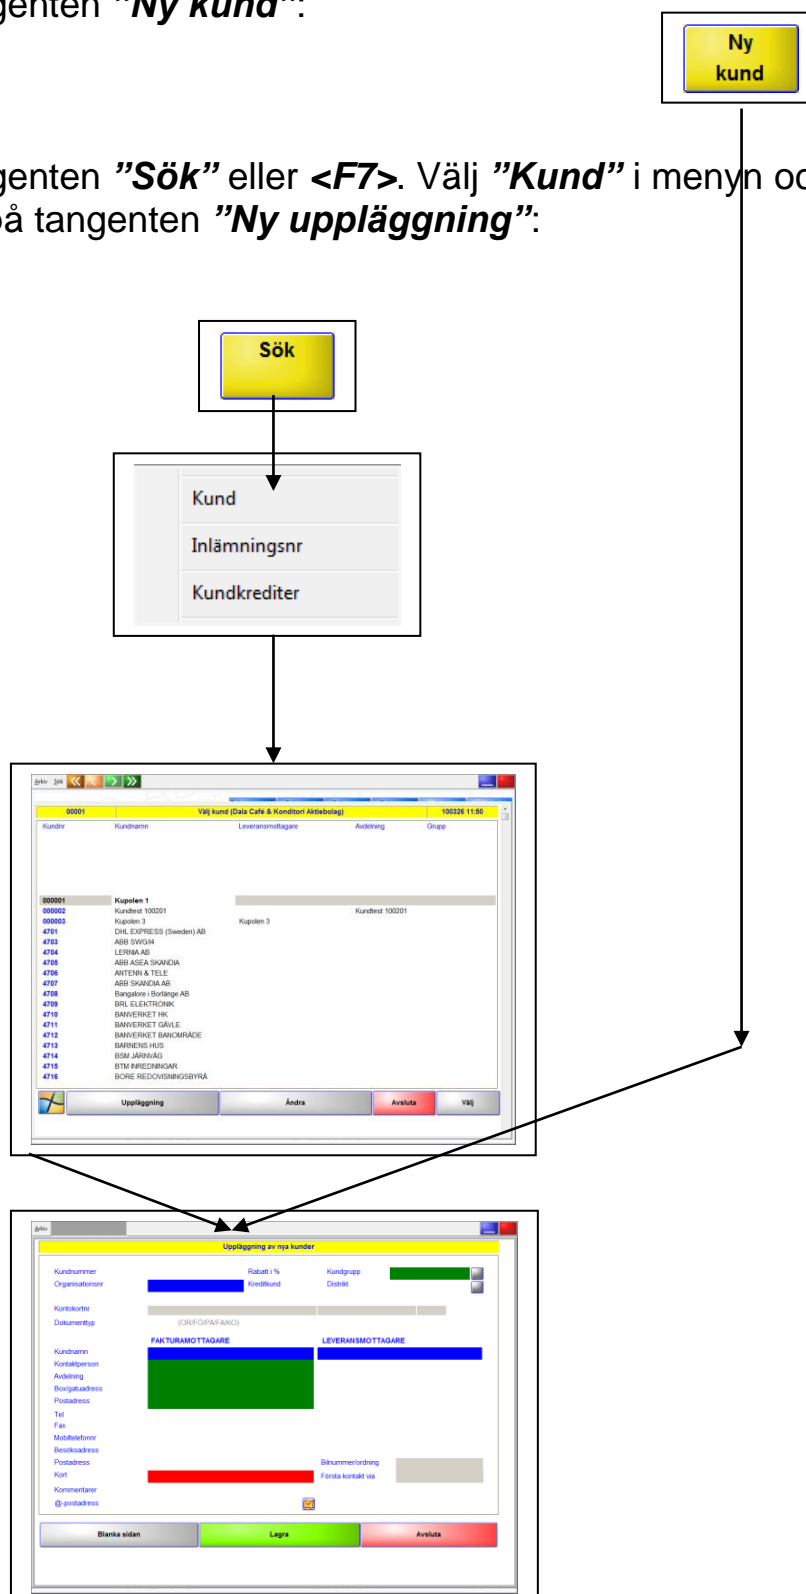 genten ”Ny kund”:
Ny
kund
genten ”Sök” eller <F7>. Välj ”Kund” i menyn oc
på tangenten ”Ny uppläggning”:
Sök
Kund
Inlämningsnr
Kundkrediter
Arkiv Sök
00001 Välj kund (Dala Café & Konditori Aktiebolag) 100326 11:50
Kundnr Kundnamn Leveransmottagare Avdelning Grupp
000001 Kupolen 1
000002 Kundtest 100201 Kundtest 100201
000003 Kupolen 3 Kupolen 3
4701 DHL EXPRESS (Sweden) AB
4703 ABB SWG/I4
4704 LERNIA AB
4705 ABB ASEA SKANDIA
4706 ANTENN & TELE
4707 ABB SKANDIA AB
4708 Bangalore i Borlänge AB
4709 BRL ELEKTRONIK
4710 BANVERKET HK
4711 BANVERKET GÄVLE
4712 BANVERKET BANOMRÅDE
4713 BARNENS HUS
4714 BSM JÄRNVÄG
4715 BTM INREDNINGAR
4716 BORE REDOVISNINGSBYRÅ
Uppläggning Ändra Avsluta Välj
Arkiv
Uppläggning av nya kunder
Kundnummer Rabatt i % Kundgrupp
Organisationsnr Kreditkund Distrikt
Kontokortnr
Dokumenttyp (OR/FÖ/PA/FA/KO)
FAKTURAMOTTAGARE LEVERANSMOTTAGARE
Kundnamn
Kontaktperson
Avdelning
Box/gatuadress
Postadress
Tel
Fax
Mobiltelefonnr
Besöksadress
Postadress Bilnummer/ordning
Kort Första kontakt via
Kommentarer
@-postadress
Blanka sidan Lagra Avsluta